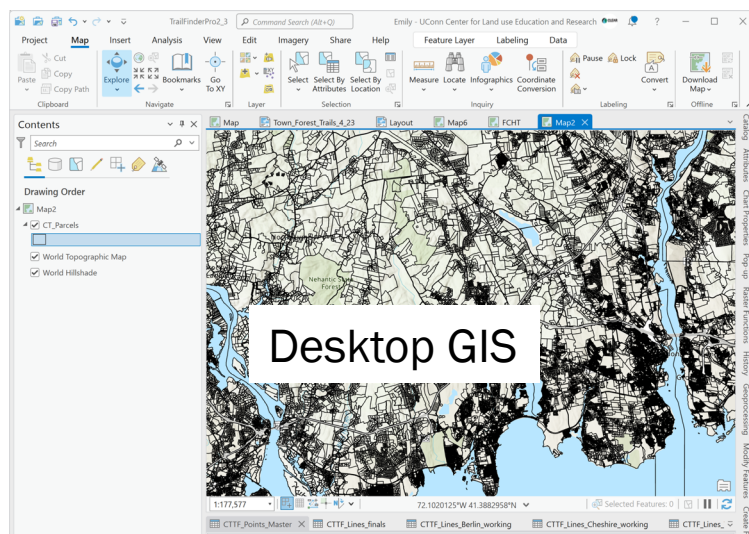 TrailFinderPro2_3
Command Search (Alt+Q)
Emily - UConn Center for Land use Education and Research
?
Project Map Insert Analysis View Edit Imagery Share Help Feature Layer Labeling Data
Paste
Cut
Copy
Copy Path
Clipboard
Explore
Bookmarks
Go To XY
Navigate
Layer
Select
Select By Attributes
Select By Location
Selection
Measure
Locate
Infographics
Coordinate Conversion
Inquiry
Pause
Lock
Convert
Labeling
Download Map
Offline
Contents
Search
Drawing Order
Map2
CT_Parcels
World Topographic Map
World Hillshade
Map Town_Forest_Trails_4_23 Layout Map6 FCHT Map2
Nehantic State
Forest
Desktop GIS
1:177,577
72.1020125°W 41.3882958°N
Selected Features: 0
CTTF_Points_Master CTTF_Lines_finals CTTF_Lines_Berlin_working CTTF_Lines_Cheshire_working CTTF_Lines_
Catalog
Attributes
Chart Properties
Pop-up
Raster Functions
History
Geoprocessing
Modify Features
Create F